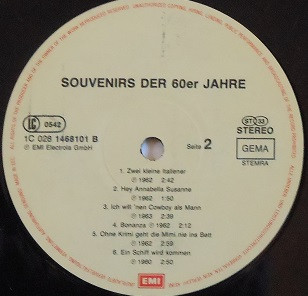 SOUVENIRS DER 60er JAHRE
LC 0542
1C 028 1468101 B
℗ EMI Electrola GmbH
Seite 2
ST 33
STEREO
GEMA
STEMRA
1. Zwei kleine Italiener
℗ 1962 2:42
2. Hey Annabella Susanne
℗ 1962 1:50
3. Ich will 'nen Cowboy als Mann
℗ 1963 2:39
4. Bonanza ℗ 1962 2:12
5. Ohne Krimi geht die Mimi nie ins Bett
℗ 1962 2:59
6. Ein Schiff wird kommen
℗ 1960 2:50
EMI